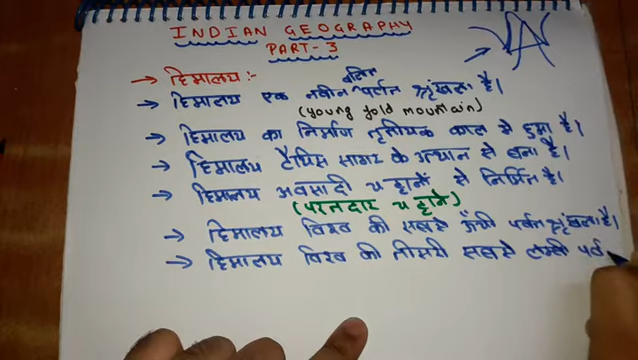 INDIAN GEOGRAPHY
PART-3
→ हिमालय :-
→ हिमालय एक नवीन वलित पर्वत श्रृंखला है।
(young fold mountain)
→ हिमालय का निर्माण तृतीयक काल मे हुआ है।
→ हिमालय टैथिस सागर के उत्थान से बना है।
→ हिमालय अवसादी चट्टानों से निर्मित है।
(परतदार चट्टाने)
→ हिमालय विश्व की सबसे ऊँची पर्वत श्रृंखला है।
→ हिमालय विश्व की तीसरी सबसे लम्बी पर्व